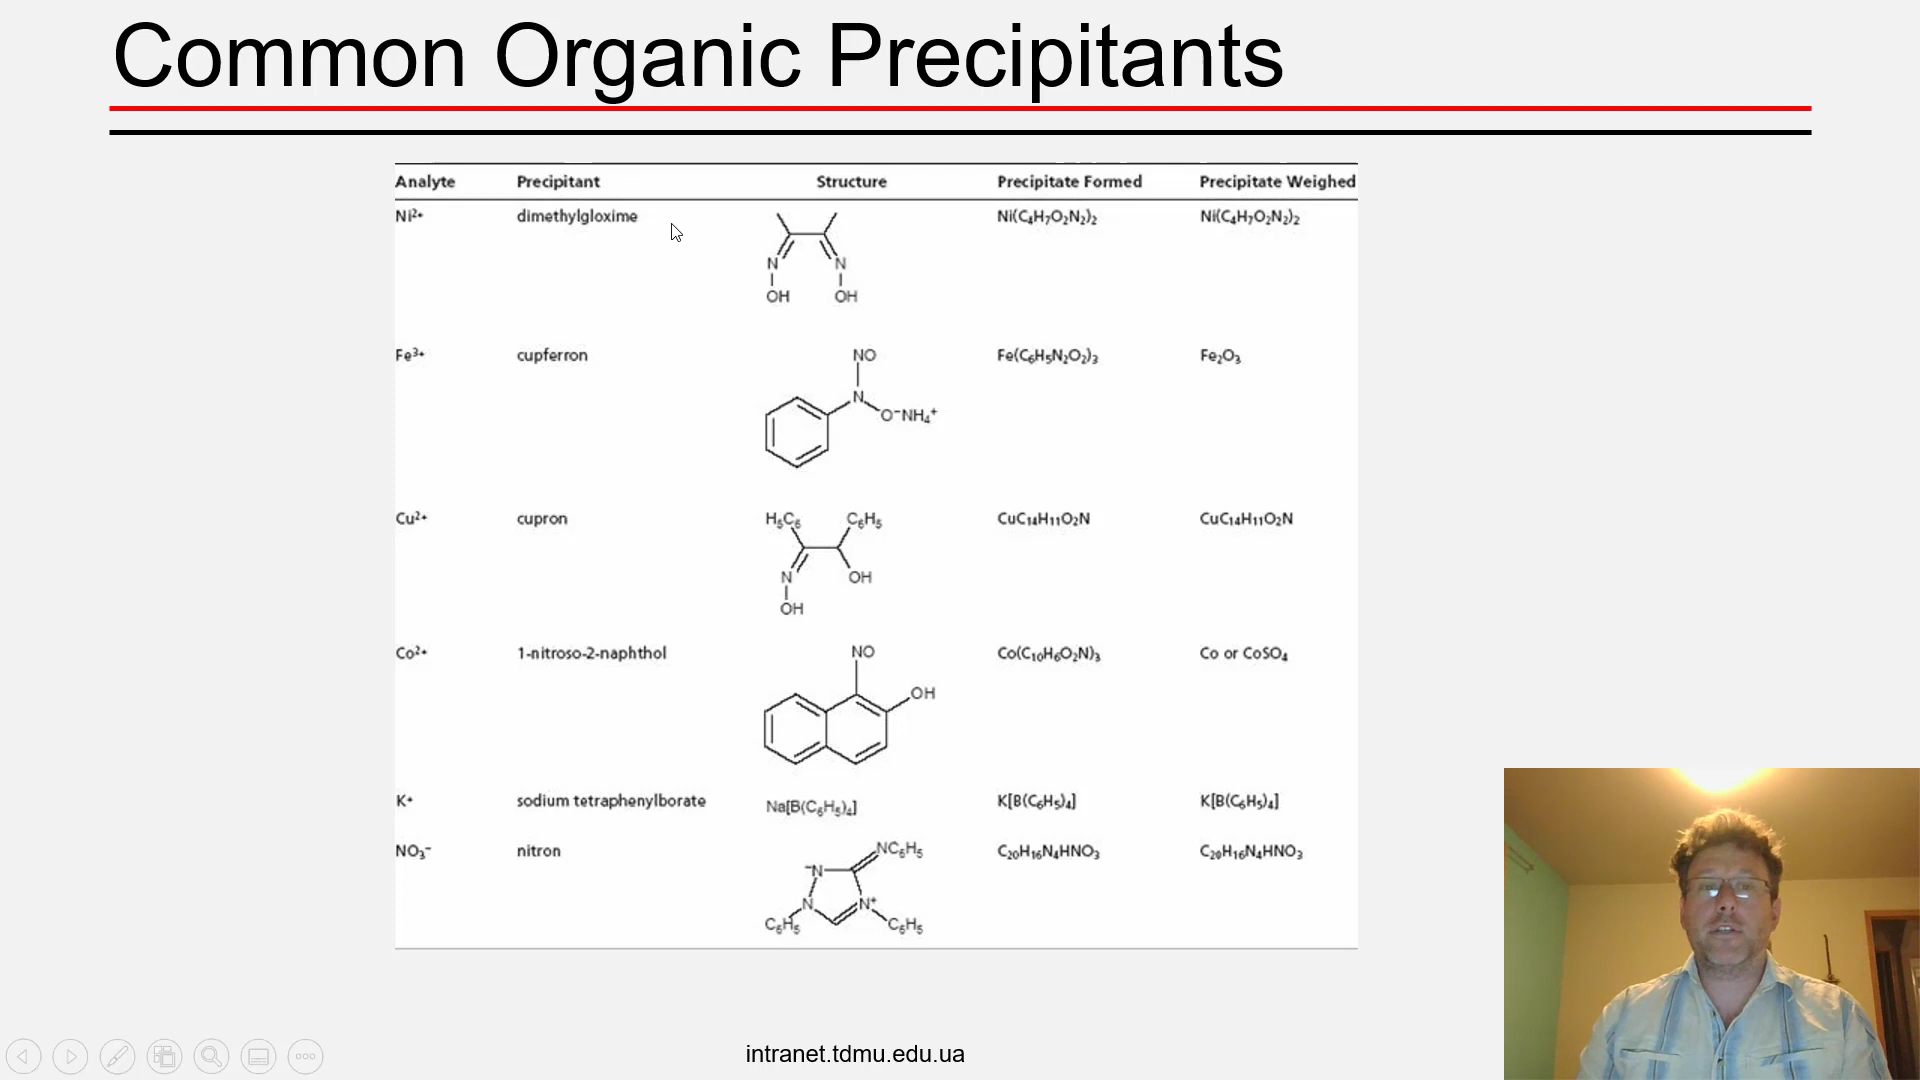 Common Organic Precipitants
Analyte Precipitant Structure Precipitate Formed Precipitate Weighed
Ni²⁺ dimethylgloxime Ni(C₄H₇O₂N₂)₂ Ni(C₄H₇O₂N₂)₂
N N
OH OH
Fe³⁺ cupferron NO Fe(C₆H₅N₂O₂)₃ Fe₂O₃
N
O⁻NH₄⁺
Cu²⁺ cupron H₅C₆ C₆H₅ CuC₁₄H₁₁O₂N CuC₁₄H₁₁O₂N
N OH
OH
Co²⁺ 1-nitroso-2-naphthol NO Co(C₁₀H₆O₂N)₃ Co or CoSO₄
OH
K⁺ sodium tetraphenylborate Na[B(C₆H₅)₄] K[B(C₆H₅)₄] K[B(C₆H₅)₄]
NO₃⁻ nitron NC₆H₅ C₂₀H₁₆N₄HNO₃ C₂₀H₁₆N₄HNO₃
⁻N
N N⁺
C₆H₅ C₆H₅
intranet.tdmu.edu.ua